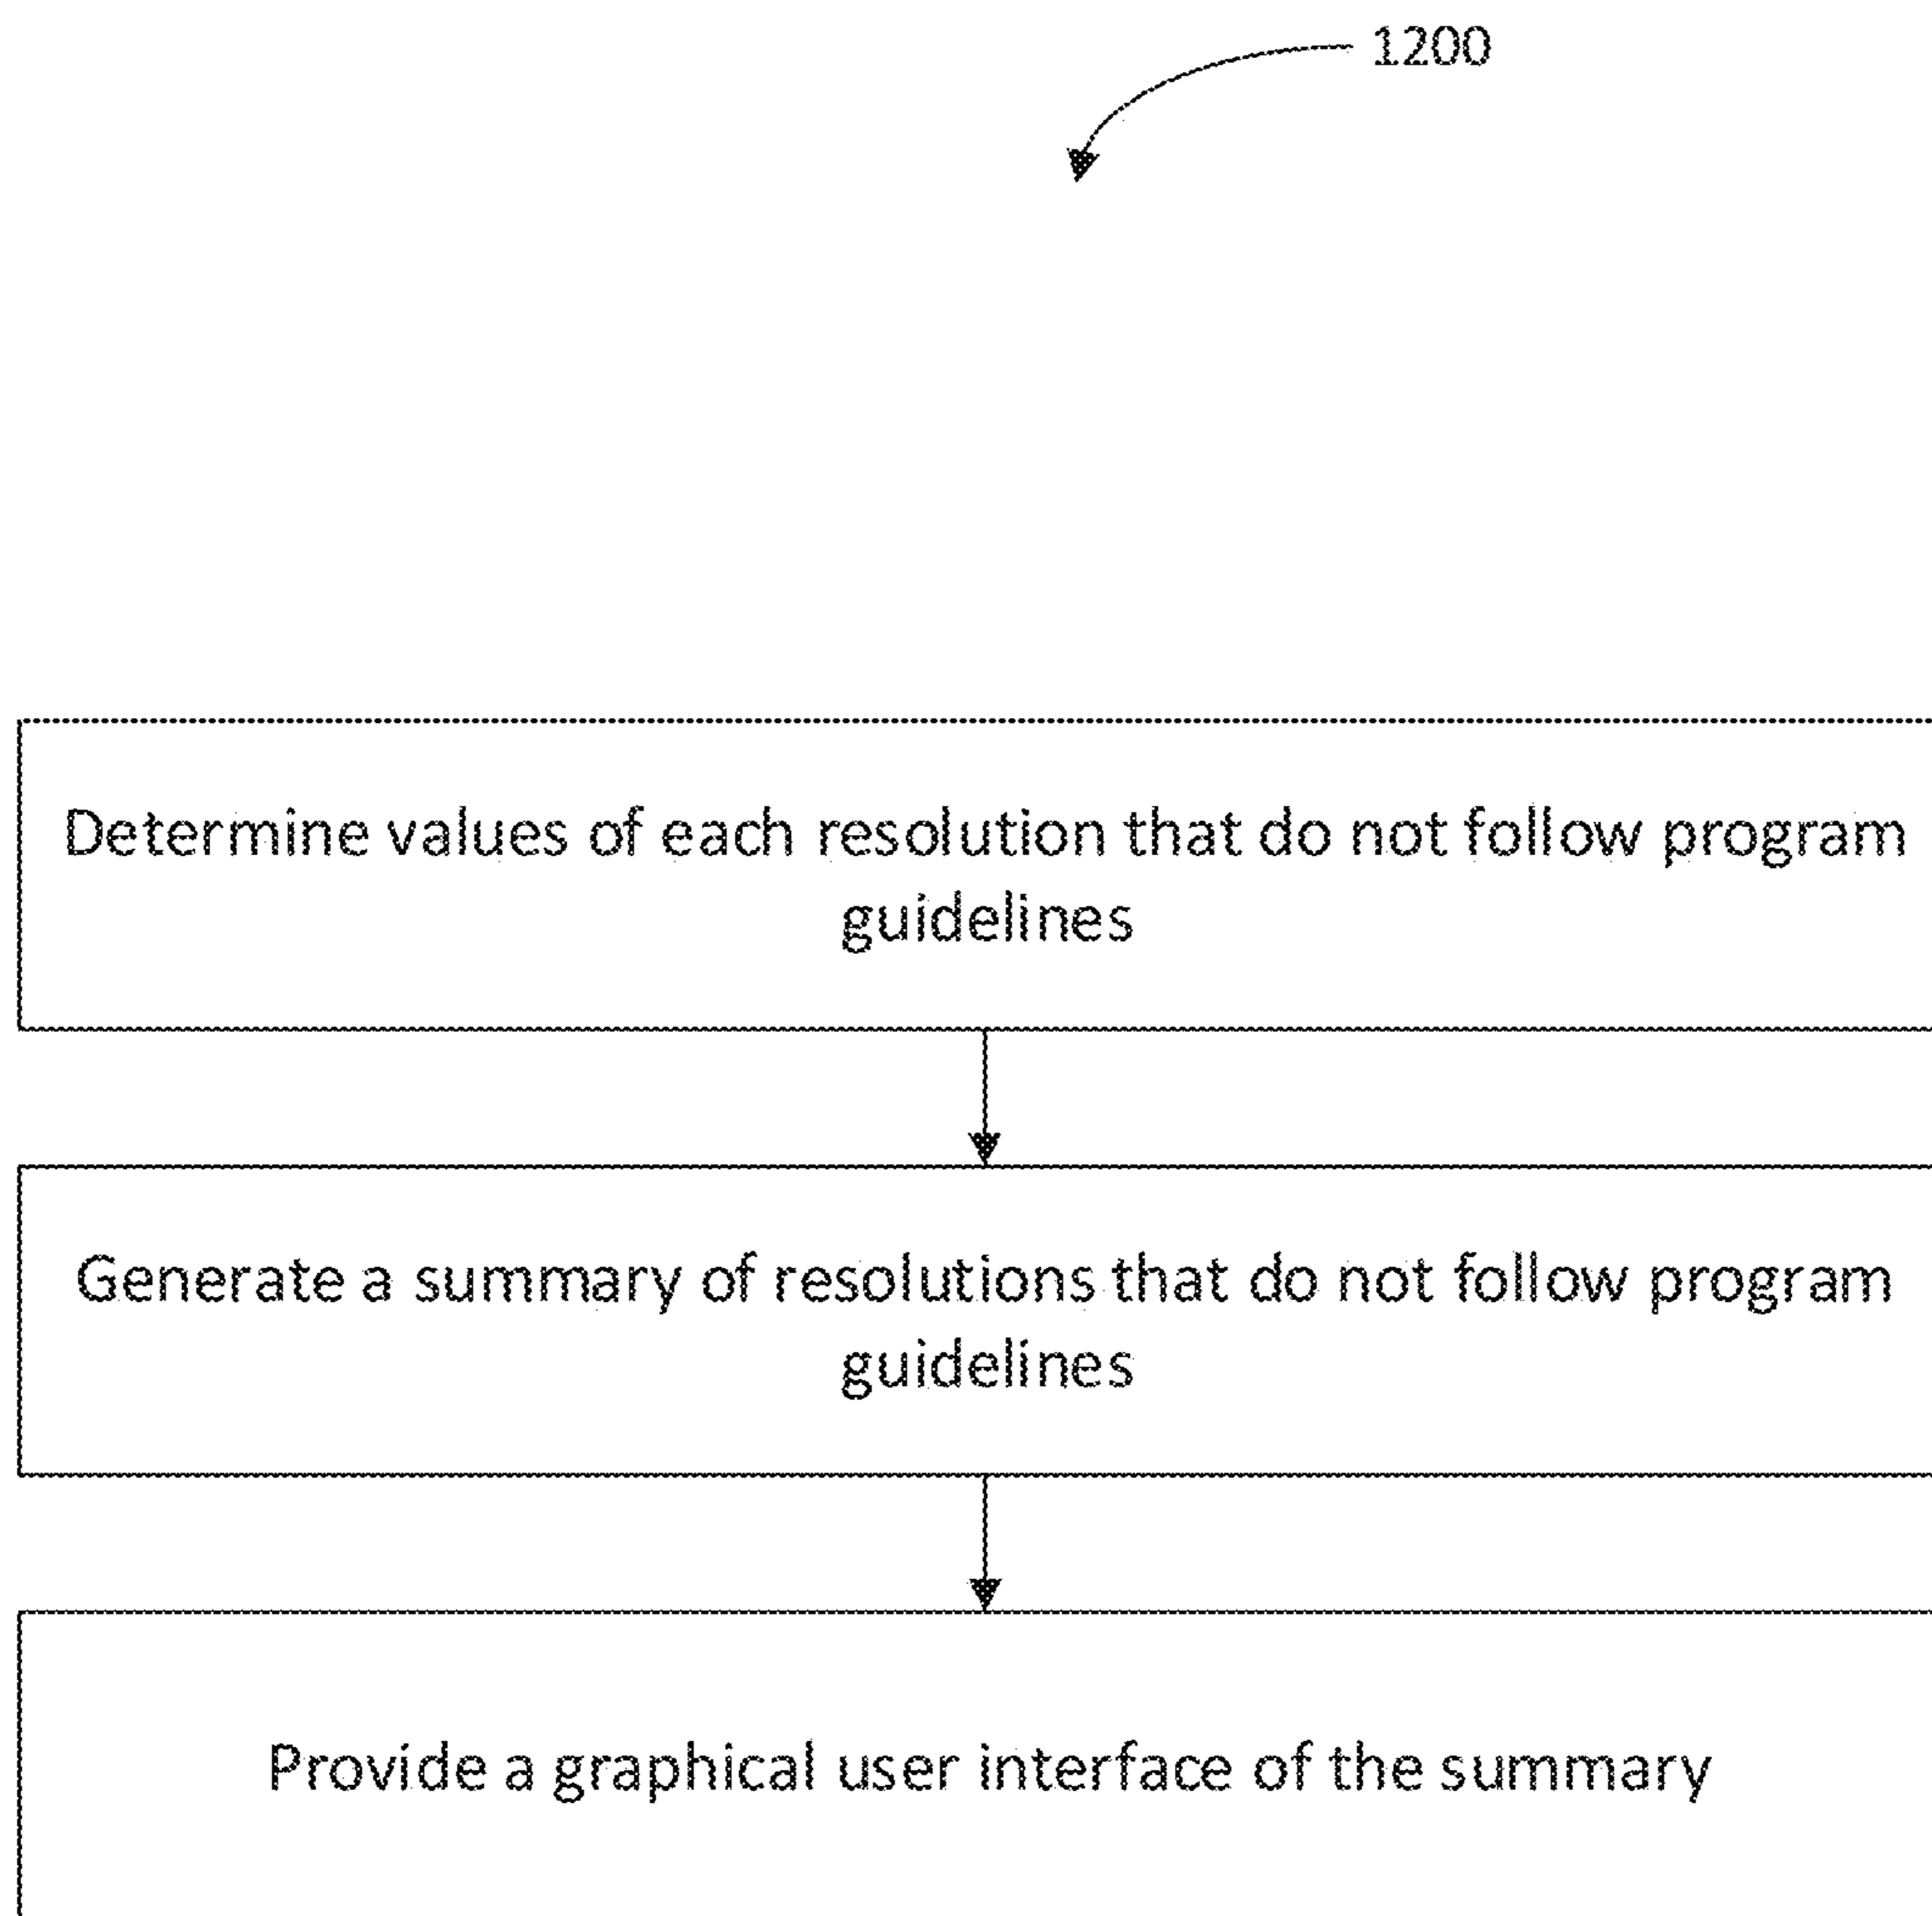 1200
Determine values of each resolution that do not follow program
guidelines
Generate a summary of resolutions that do not follow program
guidelines
Provide a graphical user interface of the summary